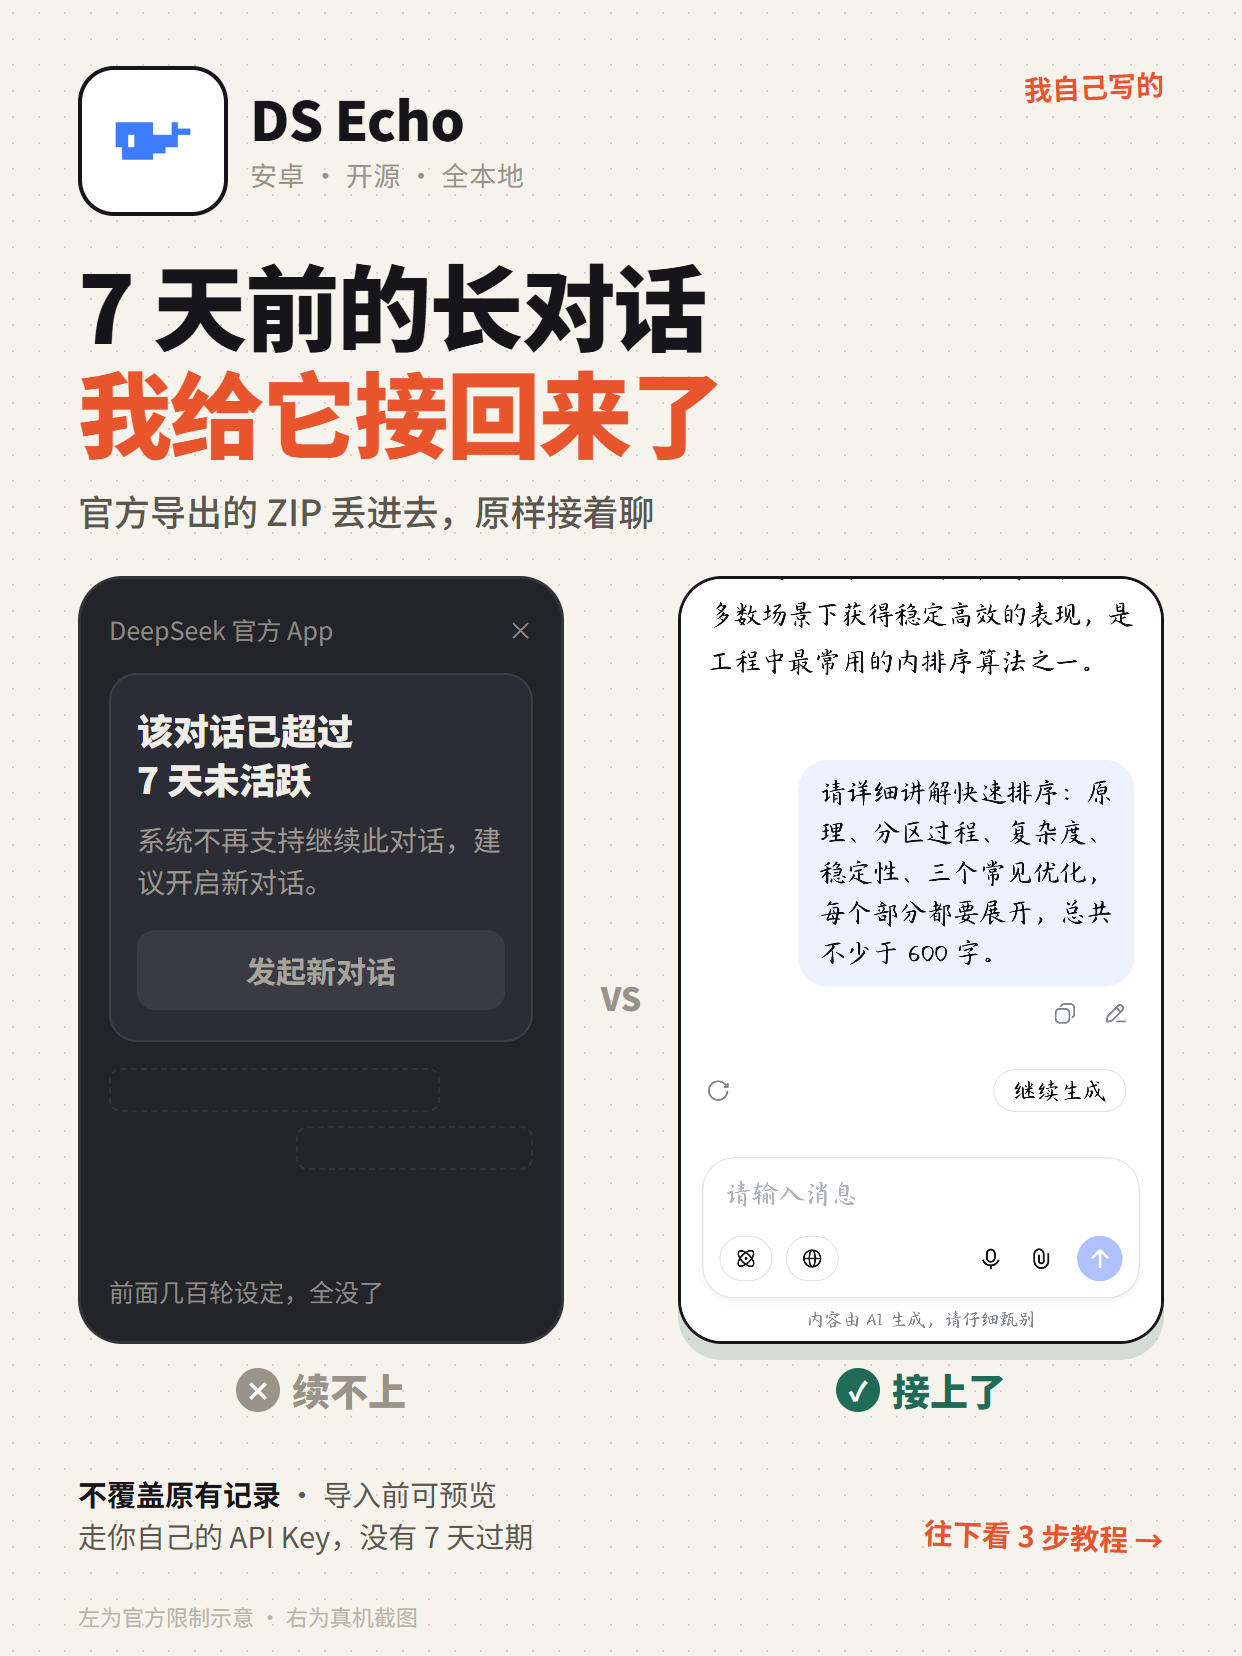 DS Echo
安卓 · 开源 · 全本地
我自己写的
7 天前的长对话
我给它接回来了
官方导出的 ZIP 丢进去，原样接着聊
DeepSeek 官方 App
该对话已超过
7 天未活跃
系统不再支持继续此对话，建
议开启新对话。
发起新对话
前面几百轮设定，全没了
续不上
VS
多数场景下获得稳定高效的表现，是
工程中最常用的内排序算法之一。
请详细讲解快速排序：原
理、分区过程、复杂度、
稳定性、三个常见优化，
每个部分都要展开，总共
不少于 600 字。
继续生成
请输入消息
内容由 AI 生成，请仔细甄别
接上了
不覆盖原有记录 · 导入前可预览
走你自己的 API Key，没有 7 天过期
往下看 3 步教程 →
左为官方限制示意 · 右为真机截图